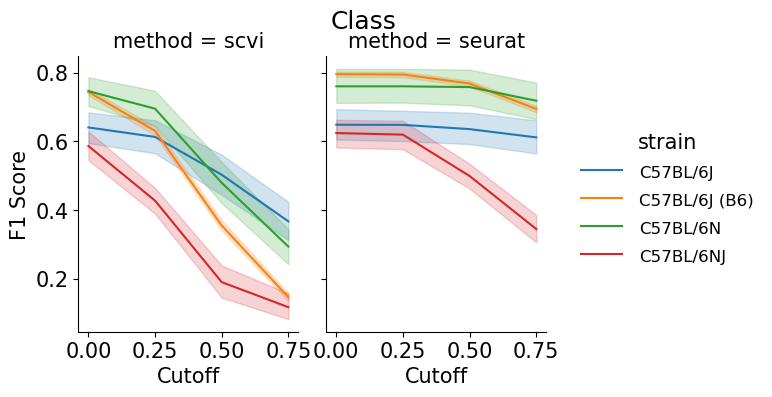 Class
method = scvi
method = seurat
F1 Score
0.8
0.6
0.4
0.2
0.00 0.25 0.50 0.75
0.00 0.25 0.50 0.75
Cutoff
Cutoff
strain
C57BL/6J
C57BL/6J (B6)
C57BL/6N
C57BL/6NJ